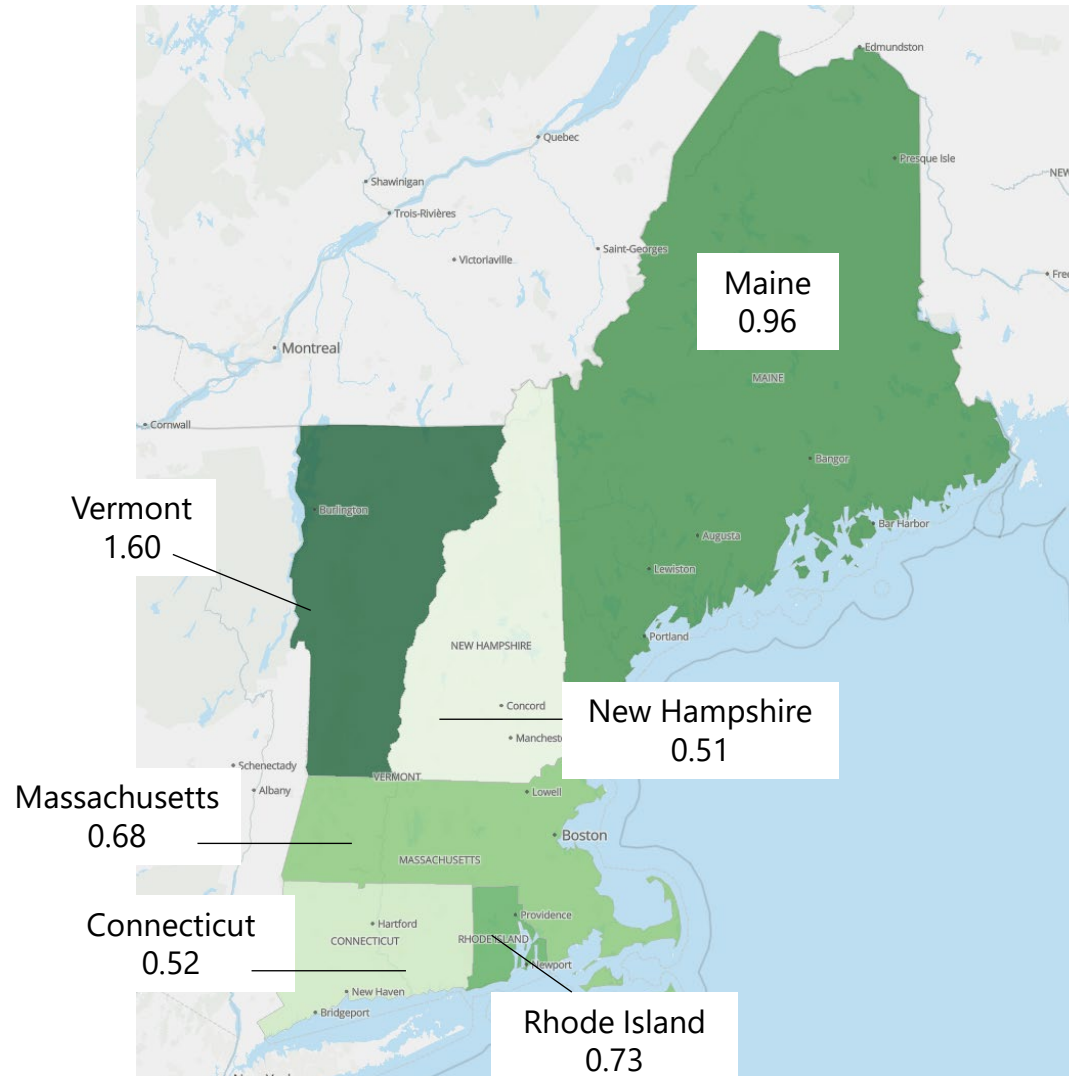 Edmundston
Quebec
Presque Isle
Shawinigan
Trois-Rivières
Saint-Georges
Victoriaville
Maine
0.96
Montreal
MAINE
Cornwall
Bangor
Vermont
1.60
Burlington
Bar Harbor
Augusta
Lewiston
Portland
NEW HAMPSHIRE
Concord
New Hampshire
0.51
Schenectady
VERMONT
Albany
Lowell
Massachusetts
0.68
Boston
MASSACHUSETTS
Connecticut
0.52
Hartford
Providence
CONNECTICUT
RHODE ISLAND
Newport
New Haven
Bridgeport
Rhode Island
0.73